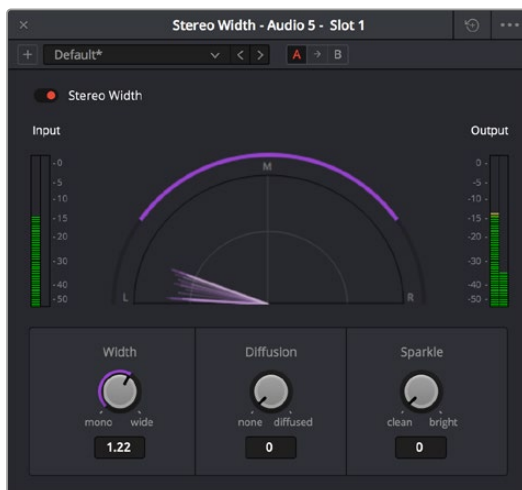 Stereo Width - Audio 5 - Slot 1
Default*
A
B
Stereo Width
Input
Output
-0
-5
-10
-15
-20
-30
-40
-50
M
L
R
0-
-5-
-10-
-15-
-20-
-30-
-40-
-50-
Width
Diffusion
Sparkle
mono
wide
none
diffused
clean
bright
1.22
0
0